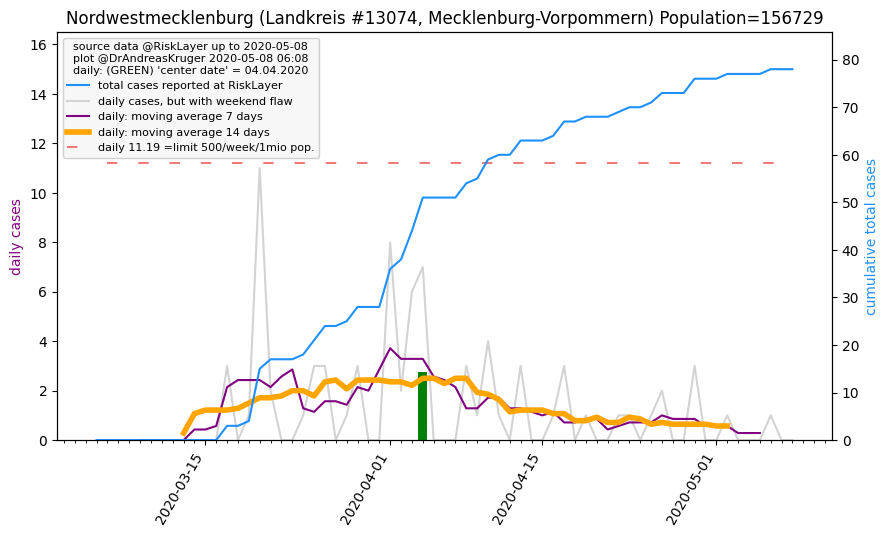 Nordwestmecklenburg (Landkreis #13074, Mecklenburg-Vorpommern) Population=156729
source data @RiskLayer up to 2020-05-08
plot @DrAndreasKruger 2020-05-08 06:08
daily: (GREEN) 'center date' = 04.04.2020
total cases reported at RiskLayer
daily cases, but with weekend flaw
daily: moving average 7 days
daily: moving average 14 days
daily 11.19 =limit 500/week/1mio pop.
daily cases
16
14
12
10
8
6
4
2
0
80
70
60
50
40
30
20
10
0
cumulative total cases
2020-03-15
2020-04-01
2020-04-15
2020-05-01